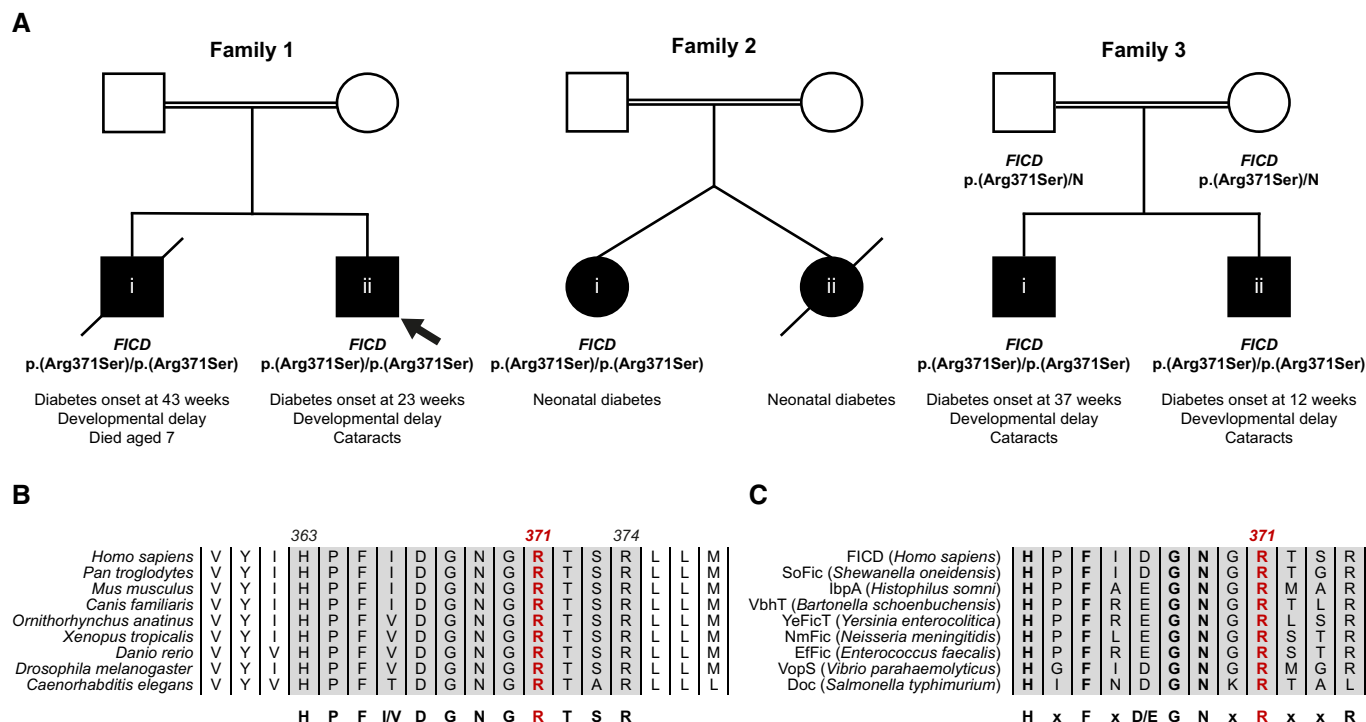 A
Family 1
Family 2
Family 3
FICD
p.(Arg371Ser)/N
FICD
p.(Arg371Ser)/N
i
ii
i
ii
i
ii
FICD
p.(Arg371Ser)/p.(Arg371Ser)
Diabetes onset at 43 weeks
Developmental delay
Died aged 7
FICD
p.(Arg371Ser)/p.(Arg371Ser)
Diabetes onset at 23 weeks
Developmental delay
Cataracts
FICD
p.(Arg371Ser)/p.(Arg371Ser)
Neonatal diabetes
Neonatal diabetes
FICD
p.(Arg371Ser)/p.(Arg371Ser)
Diabetes onset at 37 weeks
Developmental delay
Cataracts
FICD
p.(Arg371Ser)/p.(Arg371Ser)
Diabetes onset at 12 weeks
Devevlopmental delay
Cataracts
B
363 371 374
Homo sapiens V Y I H P F I D G N G R T S R L L M
Pan troglodytes V Y I H P F I D G N G R T S R L L M
Mus musculus V Y I H P F I D G N G R T S R L L M
Canis familiaris V Y I H P F I D G N G R T S R L L M
Ornithorhynchus anatinus V Y I H P F V D G N G R T S R L L M
Xenopus tropicalis V Y I H P F V D G N G R T S R L L M
Danio rerio V Y V H P F V D G N G R T S R L L M
Drosophila melanogaster V Y I H P F V D G N G R T S R L L M
Caenorhabditis elegans V Y V H P F T D G N G R T A R L L L
H P F I/V D G N G R T S R
C
371
FICD (Homo sapiens) H P F I D G N G R T S R
SoFic (Shewanella oneidensis) H P F I D G N G R T G R
IbpA (Histophilus somni) H P F A E G N G R M A R
VbhT (Bartonella schoenbuchensis) H P F R E G N G R T L R
YeFicT (Yersinia enterocolitica) H P F R E G N G R L S R
NmFic (Neisseria meningitidis) H P F L E G N G R S T R
EfFic (Enterococcus faecalis) H P F R E G N G R S T R
VopS (Vibrio parahaemolyticus) H G F I D G N G R M G R
Doc (Salmonella typhimurium) H I F N D G N K R T A L
H x F x D/E G N x R x x R